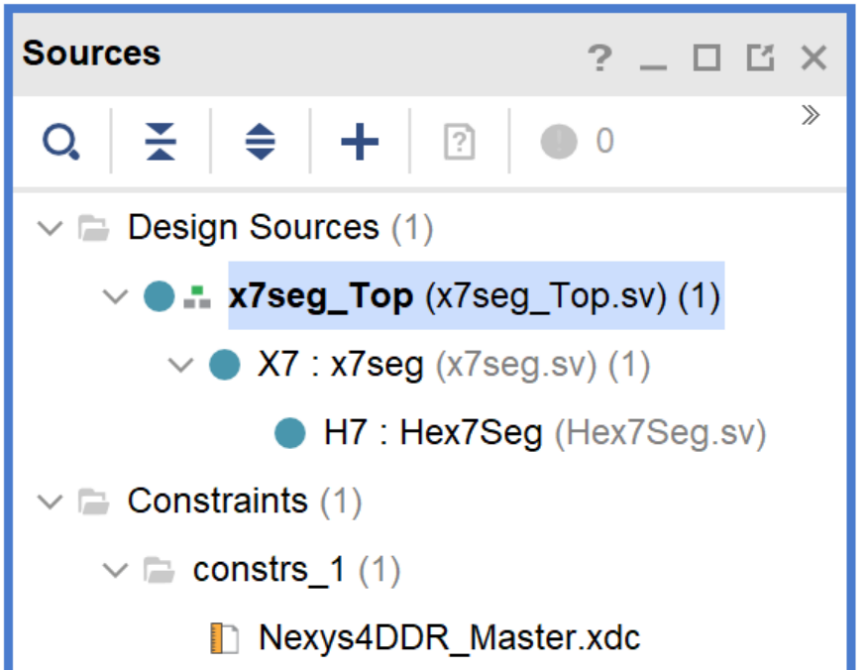 Sources
0
Design Sources (1)
x7seg_Top (x7seg_Top.sv) (1)
X7 : x7seg (x7seg.sv) (1)
H7 : Hex7Seg (Hex7Seg.sv)
Constraints (1)
constrs_1 (1)
Nexys4DDR_Master.xdc